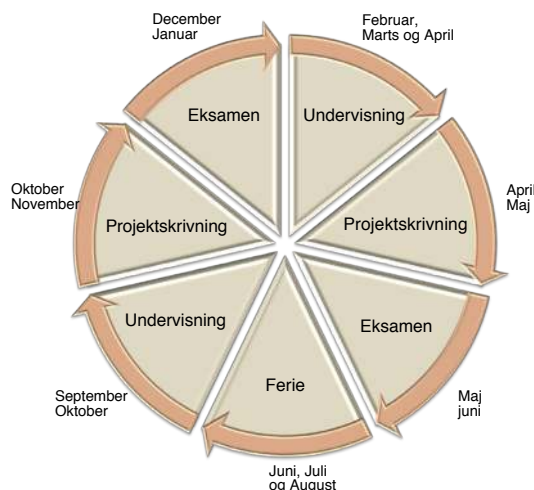 December
Januar
Februar,
Marts og April
Eksamen
Undervisning
Oktober
November
Projektskrivning
Projektskrivning
April
Maj
Undervisning
Eksamen
Ferie
September
Oktober
Maj
juni
Juni, Juli
og August